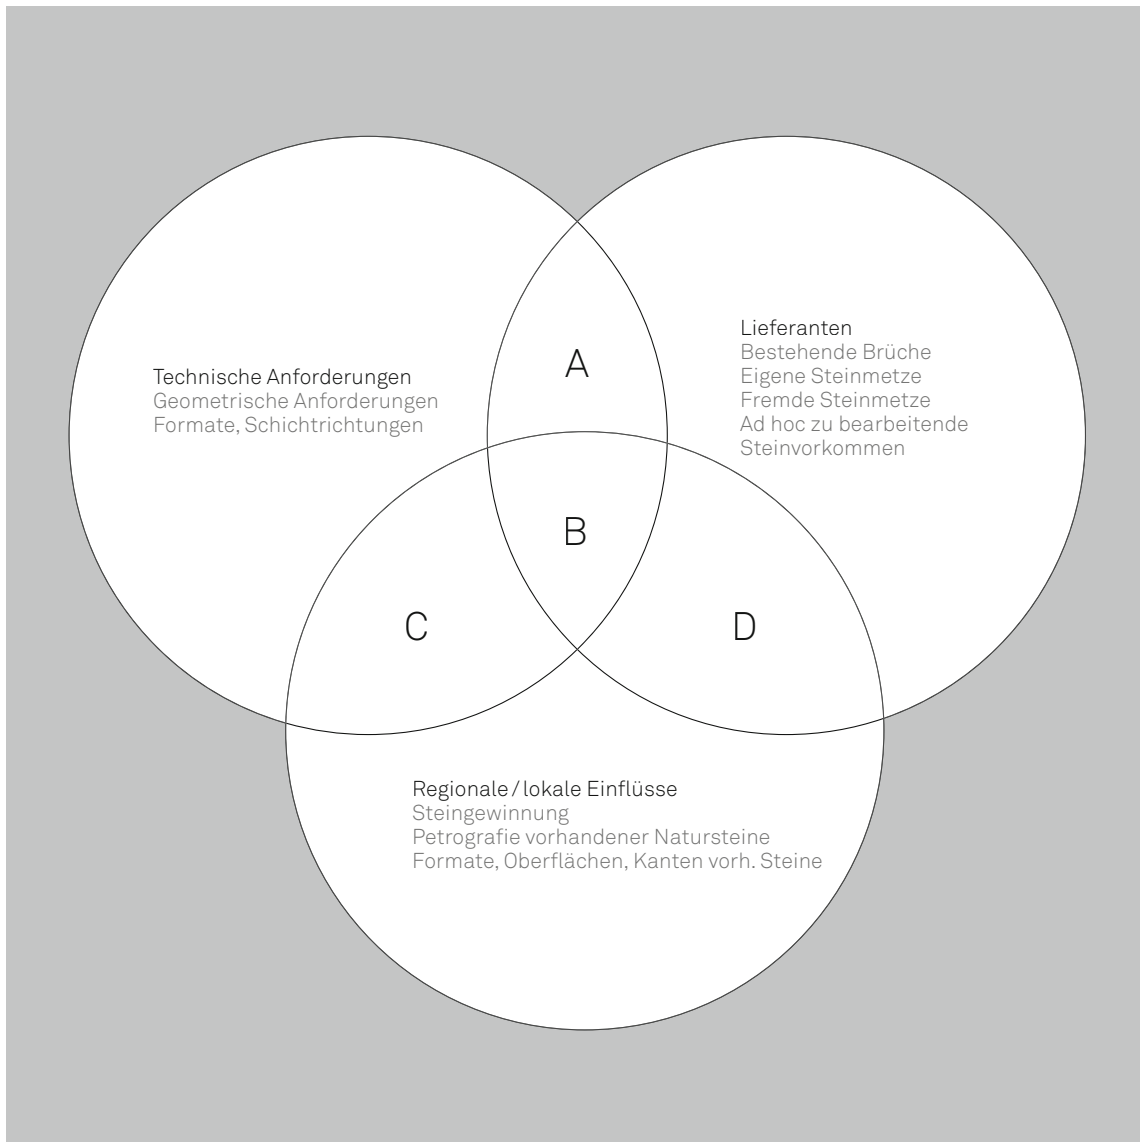 Technische Anforderungen
Geometrische Anforderungen
Formate, Schichtrichtungen
A
Lieferanten
Bestehende Brüche
Eigene Steinmetze
Fremde Steinmetze
Ad hoc zu bearbeitende
Steinvorkommen
B
C
D
Regionale / lokale Einflüsse
Steingewinnung
Petrografie vorhandener Natursteine
Formate, Oberflächen, Kanten vorh. Steine